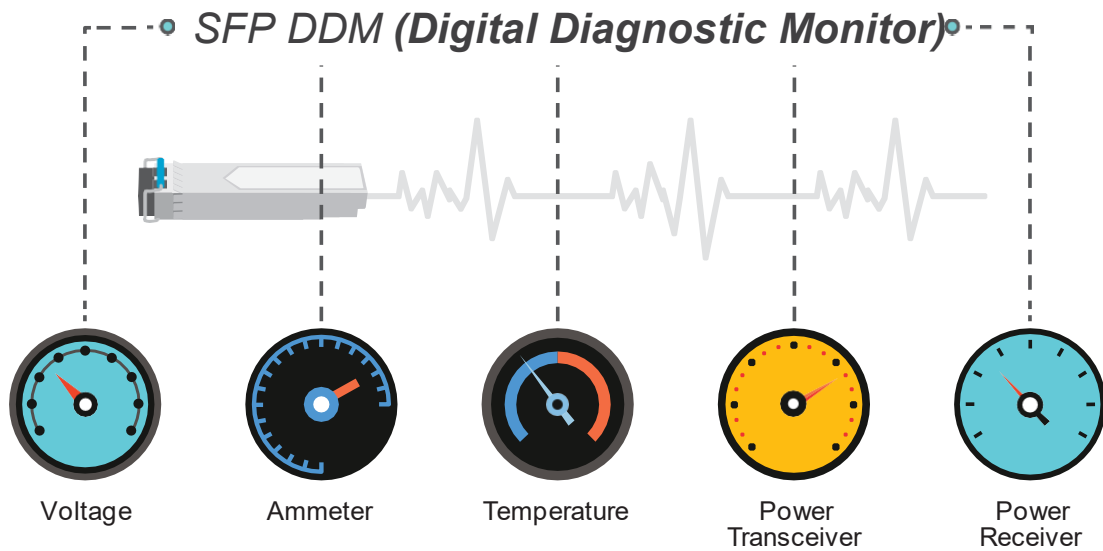 SFP DDM (Digital Diagnostic Monitor)
Voltage
Ammeter
Temperature
Power
Transceiver
Power
Receiver